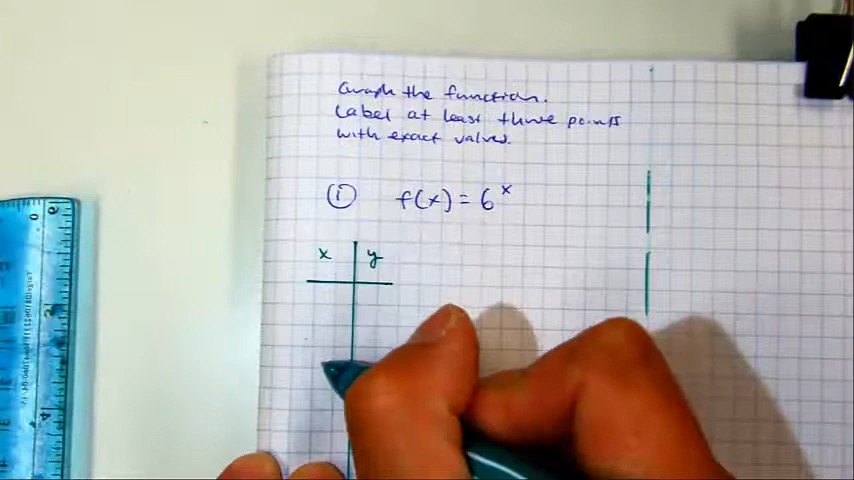 Graph the function.
Label at least three points
with exact values.
① f(x) = 6^x
x y